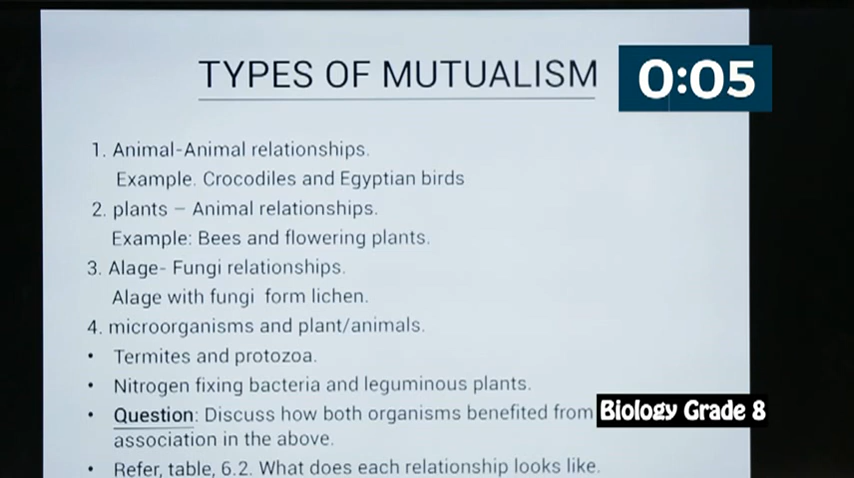 TYPES OF MUTUALISM
0:05
1. Animal-Animal relationships.
Example. Crocodiles and Egyptian birds
2. plants – Animal relationships.
Example: Bees and flowering plants.
3. Alage- Fungi relationships.
Alage with fungi form lichen.
4. microorganisms and plant/animals.
• Termites and protozoa.
• Nitrogen fixing bacteria and leguminous plants.
• Question: Discuss how both organisms benefited from
Biology Grade 8
association in the above.
• Refer, table, 6.2. What does each relationship looks like.